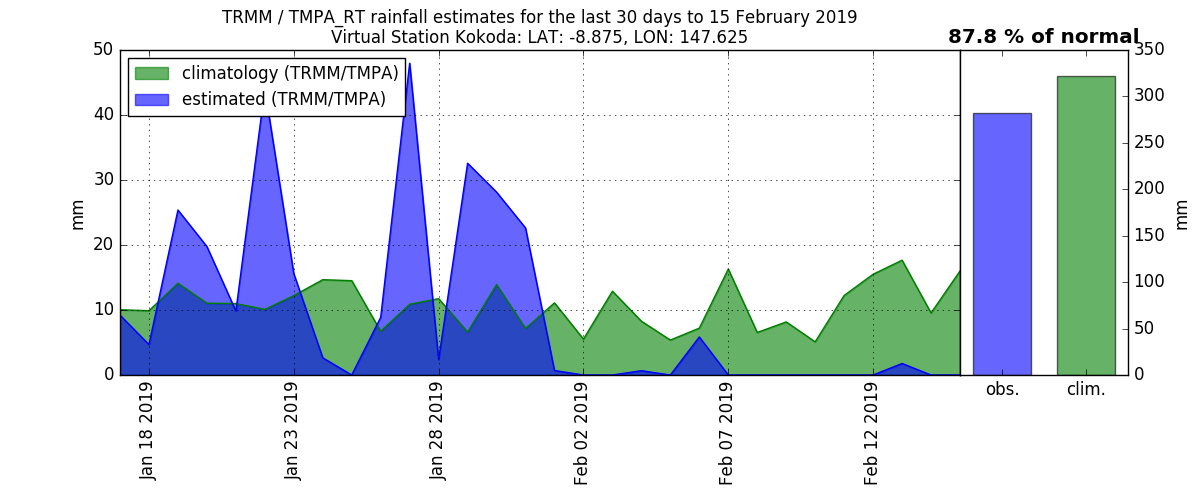 TRMM / TMPA_RT rainfall estimates for the last 30 days to 15 February 2019
Virtual Station Kokoda: LAT: -8.875, LON: 147.625
87.8 % of normal
climatology (TRMM/TMPA)
estimated (TRMM/TMPA)
50
40
30
20
10
0
mm
Jan 18 2019
Jan 23 2019
Jan 28 2019
Feb 02 2019
Feb 07 2019
Feb 12 2019
350
300
250
200
150
100
50
0
mm
obs.
clim.